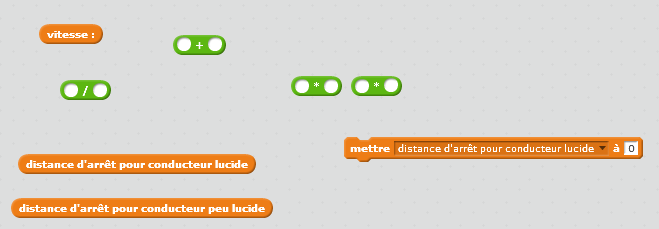 vitesse :
+
/
*
*
mettre distance d'arrêt pour conducteur lucide à 0
distance d'arrêt pour conducteur lucide
distance d'arrêt pour conducteur peu lucide